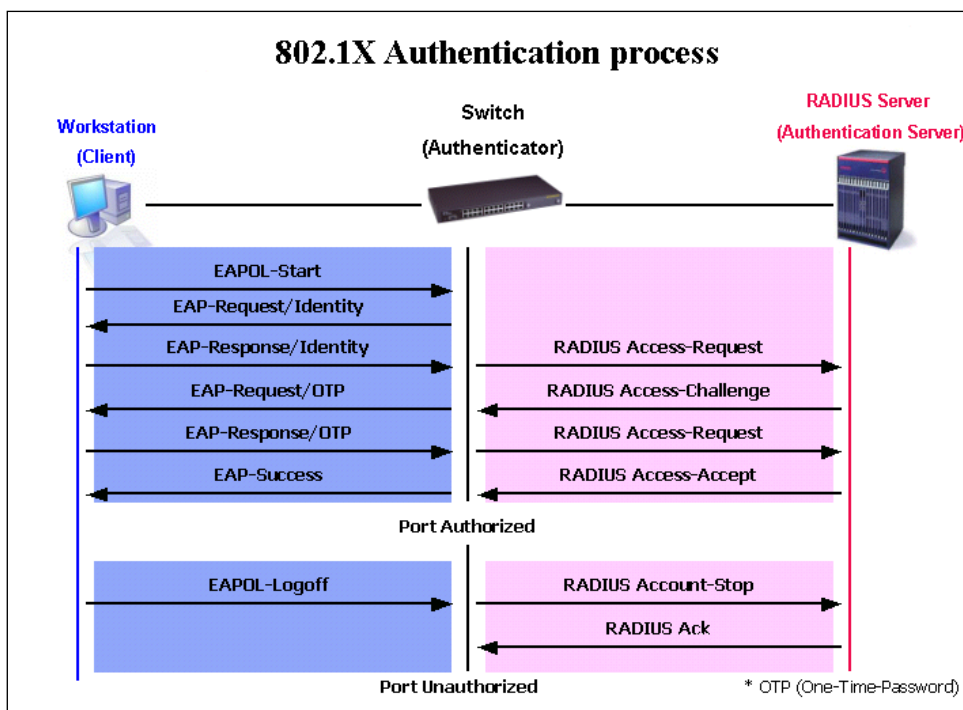 802.1X Authentication process
Workstation
(Client)
Switch
(Authenticator)
RADIUS Server
(Authentication Server)
EAPOL-Start
EAP-Request/Identity
EAP-Response/Identity
RADIUS Access-Request
EAP-Request/OTP
RADIUS Access-Challenge
EAP-Response/OTP
RADIUS Access-Request
EAP-Success
RADIUS Access-Accept
Port Authorized
EAPOL-Logoff
RADIUS Account-Stop
RADIUS Ack
Port Unauthorized
* OTP (One-Time-Password)